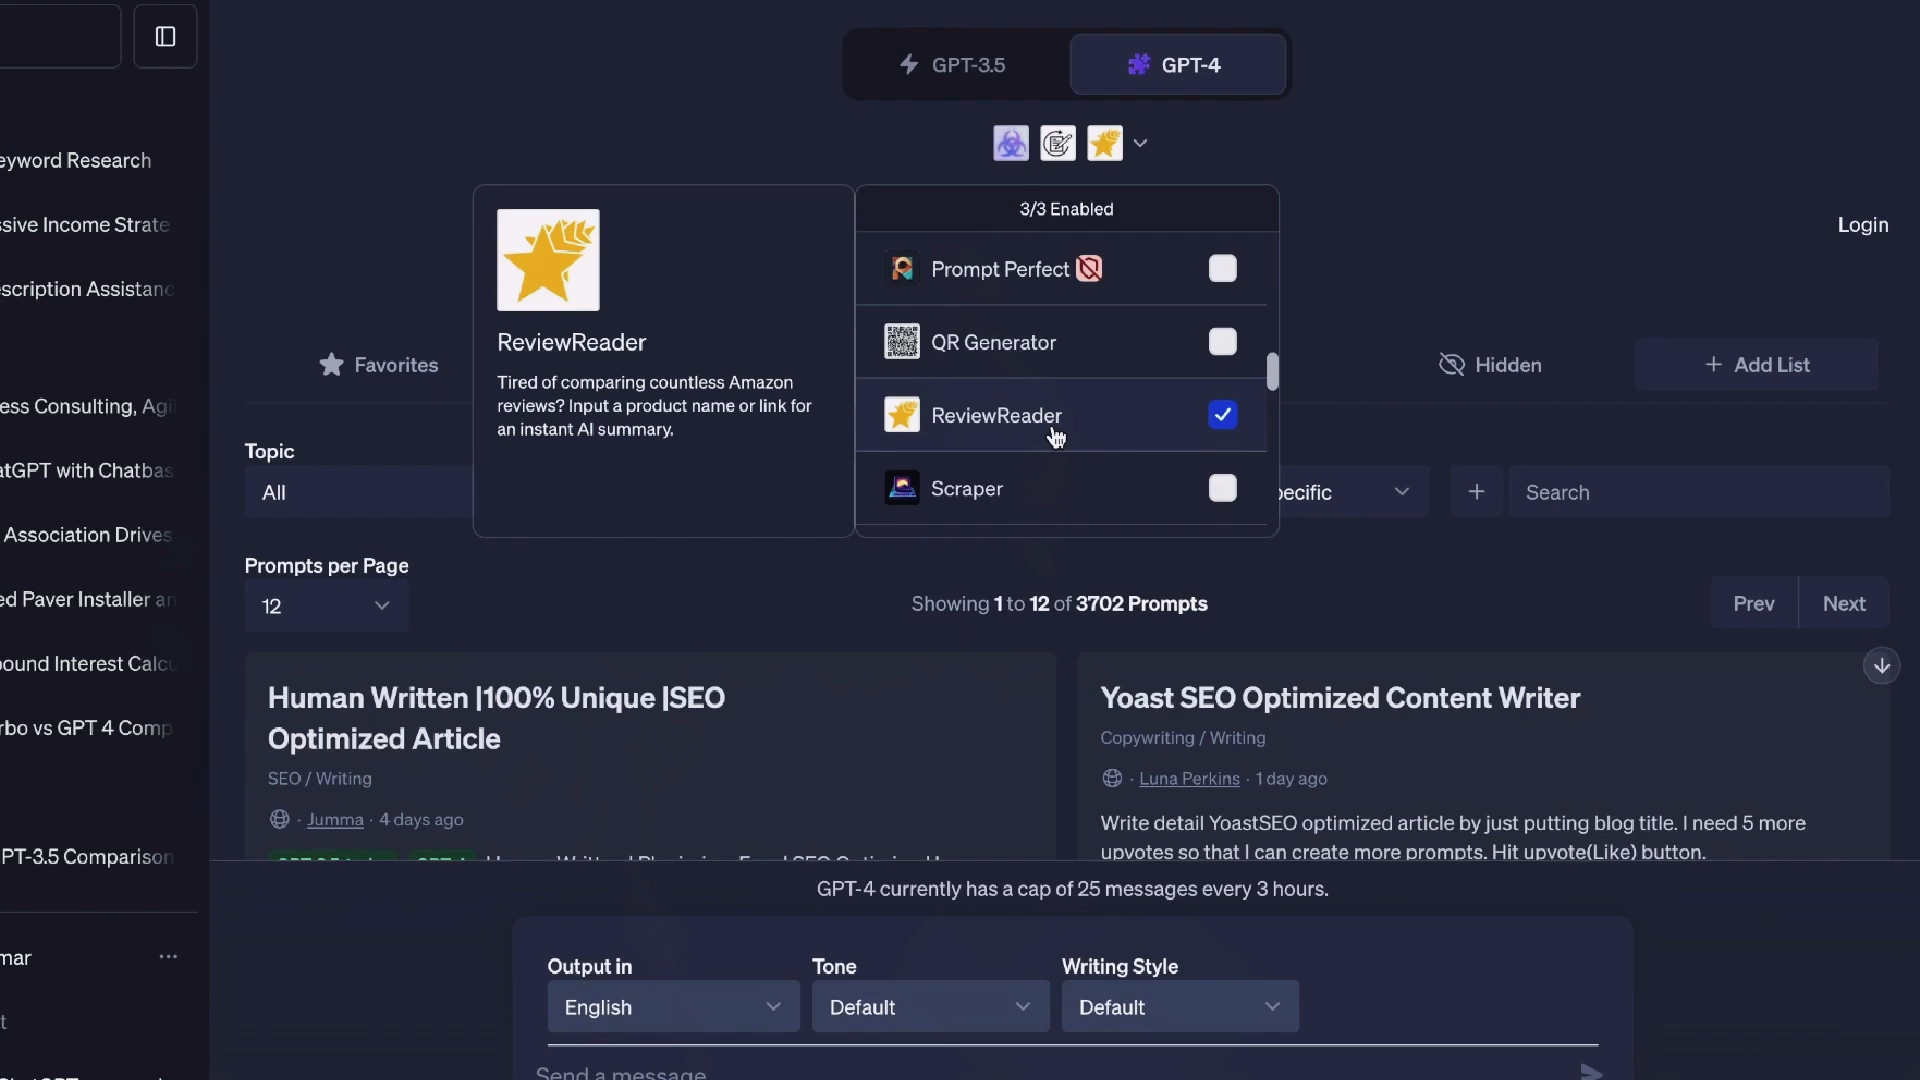 GPT-3.5
GPT-4
3/3 Enabled
Prompt Perfect
QR Generator
ReviewReader
Scraper
ReviewReader
Tired of comparing countless Amazon
reviews? Input a product name or link for
an instant AI summary.
Login
Favorites
Hidden
+ Add List
Topic
All
ecific
+
Search
Prompts per Page
12
Showing 1 to 12 of 3702 Prompts
Prev
Next
Human Written |100% Unique |SEO
Optimized Article
SEO / Writing
- Jumma · 4 days ago
Yoast SEO Optimized Content Writer
Copywriting / Writing
- Luna Perkins · 1 day ago
Write detail YoastSEO optimized article by just putting blog title. I need 5 more
upvotes so that I can create more prompts. Hit upvote(Like) button.
GPT-4 currently has a cap of 25 messages every 3 hours.
Output in
English
Tone
Default
Writing Style
Default
Send a message
eyword Research
ssive Income Strate
escription Assistanc
ess Consulting, Agil
atGPT with Chatbas
Association Drives
ed Paver Installer an
ound Interest Calcu
rbo vs GPT 4 Comp
PT-3.5 Comparison
mar
···
t